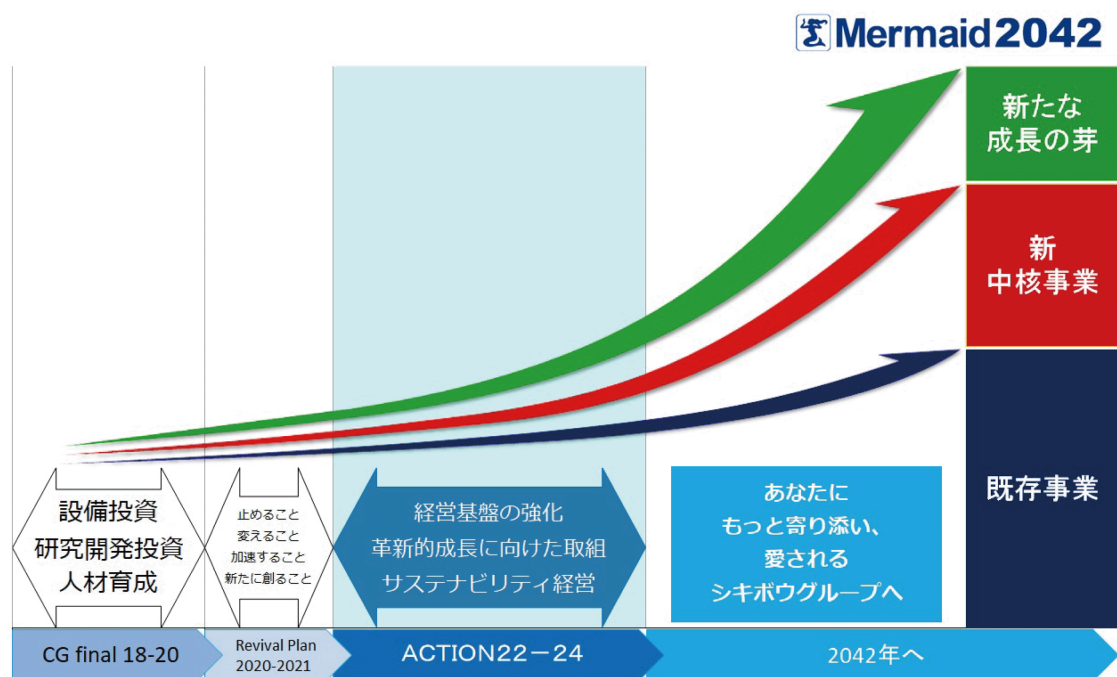 Mermaid 2042
新たな
成長の芽
新
中核事業
既存事業
設備投資
研究開発投資
人材育成
止めること
変えること
加速すること
新たに創ること
経営基盤の強化
革新的成長に向けた取組
サステナビリティ経営
あなたに
もっと寄り添い、
愛される
シキボウグループへ
CG final 18-20
Revival Plan
2020-2021
ACTION22－24
2042年へ